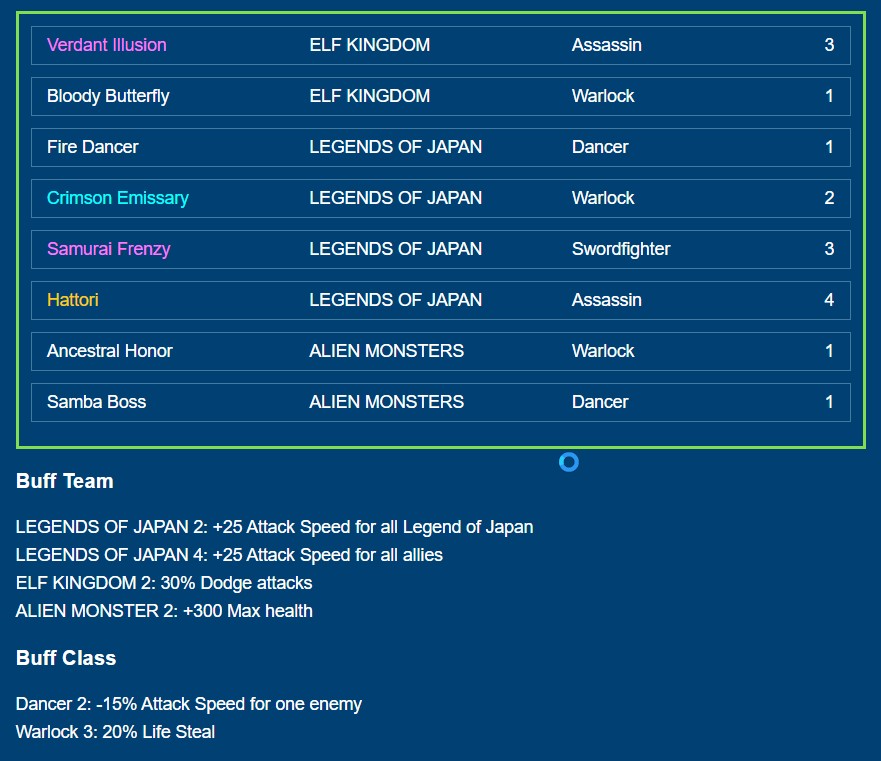 Verdant Illusion ELF KINGDOM Assassin 3
Bloody Butterfly ELF KINGDOM Warlock 1
Fire Dancer LEGENDS OF JAPAN Dancer 1
Crimson Emissary LEGENDS OF JAPAN Warlock 2
Samurai Frenzy LEGENDS OF JAPAN Swordfighter 3
Hattori LEGENDS OF JAPAN Assassin 4
Ancestral Honor ALIEN MONSTERS Warlock 1
Samba Boss ALIEN MONSTERS Dancer 1
Buff Team
LEGENDS OF JAPAN 2: +25 Attack Speed for all Legend of Japan
LEGENDS OF JAPAN 4: +25 Attack Speed for all allies
ELF KINGDOM 2: 30% Dodge attacks
ALIEN MONSTER 2: +300 Max health
Buff Class
Dancer 2: -15% Attack Speed for one enemy
Warlock 3: 20% Life Steal